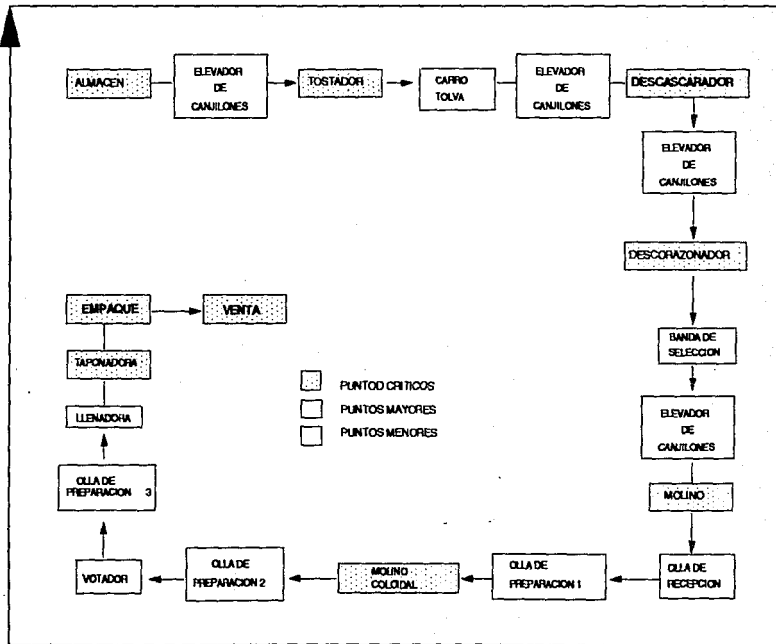 ALMACEN
ELEVADOR
DE
CANJILONES
TOSTADOR
CARRO
TOLVA
ELEVADOR
DE
CANJILONES
DESCASCARADOR
ELEVADOR
DE
CANJILONES
DESCORAZONADOR
BANDA DE
SELECCION
ELEVADOR
DE
CANJILONES
MOLINO
OLLA DE
RECEPCION
OLLA DE
PREPARACION 1
MOLINO
COLOIDAL
OLLA DE
PREPARACION 2
VOTADOR
OLLA DE
PREPARACION 3
LLENADORA
TAPONADORA
EMPAQUE
VENTA
PUNTOD CRITICOS
PUNTOS MAYORES
PUNTOS MENORES